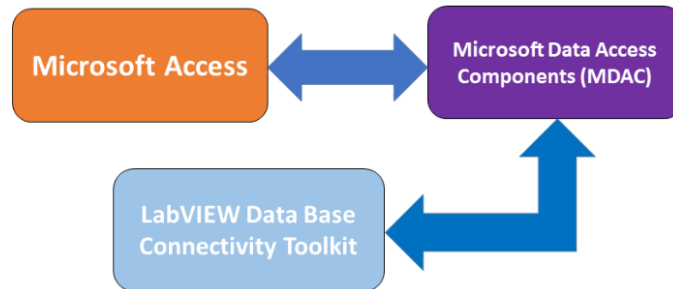 Microsoft Access
Microsoft Data Access
Components (MDAC)
LabVIEW Data Base
Connectivity Toolkit